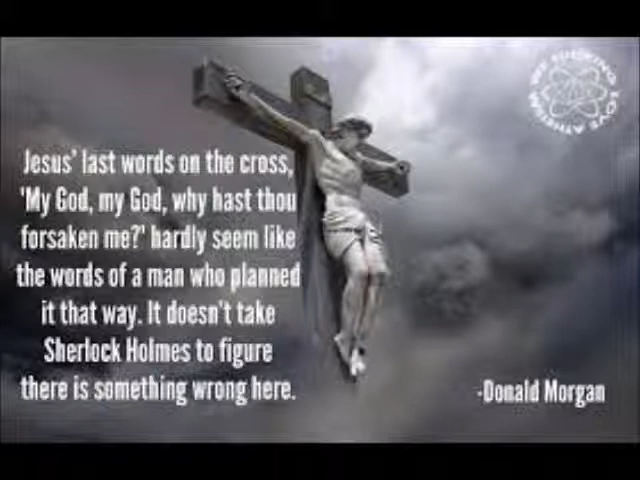 Jesus' last words on the cross,
'My God, my God, why hast thou
forsaken me?' hardly seem like
the words of a man who planned
it that way. It doesn't take
Sherlock Holmes to figure
there is something wrong here.
-Donald Morgan